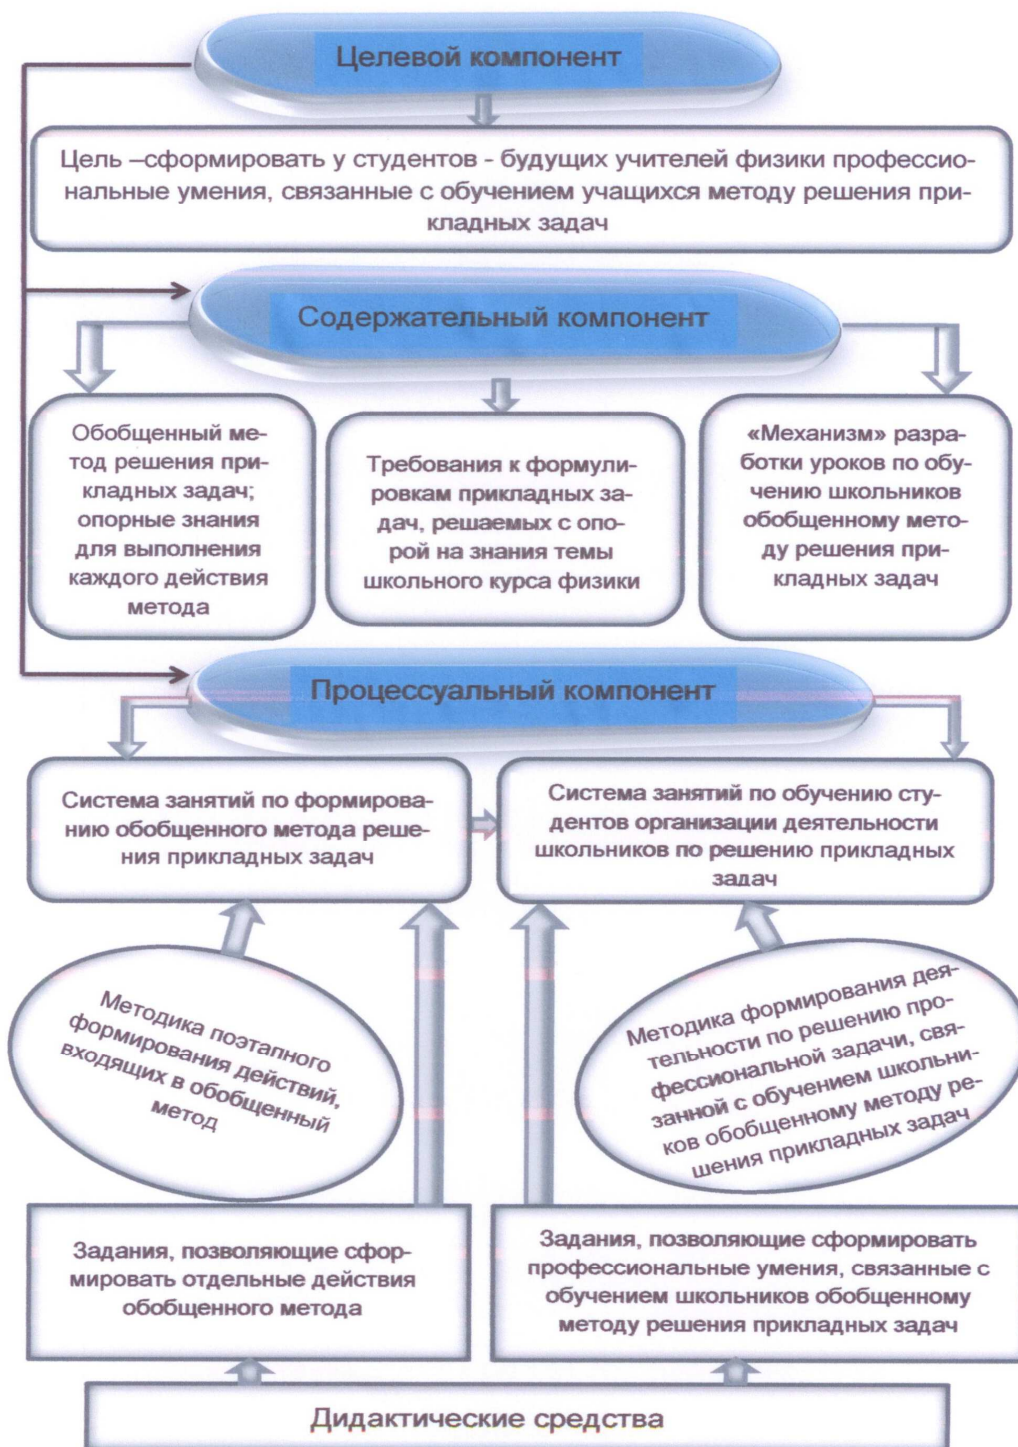 Целевой компонент
Цель –сформировать у студентов - будущих учителей физики профессио-
нальные умения, связанные с обучением учащихся методу решения при-
кладных задач
Содержательный компонент
Обобщенный ме-
тод решения при-
кладных задач;
опорные знания
для выполнения
каждого действия
метода
Требования к формули-
ровкам прикладных за-
дач, решаемых с опо-
рой на знания темы
школьного курса физики
«Механизм» разра-
ботки уроков по обу-
чению школьников
обобщенному мето-
ду решения при-
кладных задач
Процессуальный компонент
Система занятий по формирова-
нию обобщенного метода реше-
ния прикладных задач
Система занятий по обучению сту-
дентов организации деятельности
школьников по решению прикладных
задач
Методика поэтапного
формирования действий,
входящих в обобщенный
метод
Методика формирования дея-
тельности по решению про-
фессиональной задачи, свя-
занной с обучением школьни-
ков обобщенному методу ре-
шения прикладных задач
Задания, позволяющие сфор-
мировать отдельные действия
обобщенного метода
Задания, позволяющие сформировать
профессиональные умения, связанные с
обучением школьников обобщенному
методу решения прикладных задач
Дидактические средства